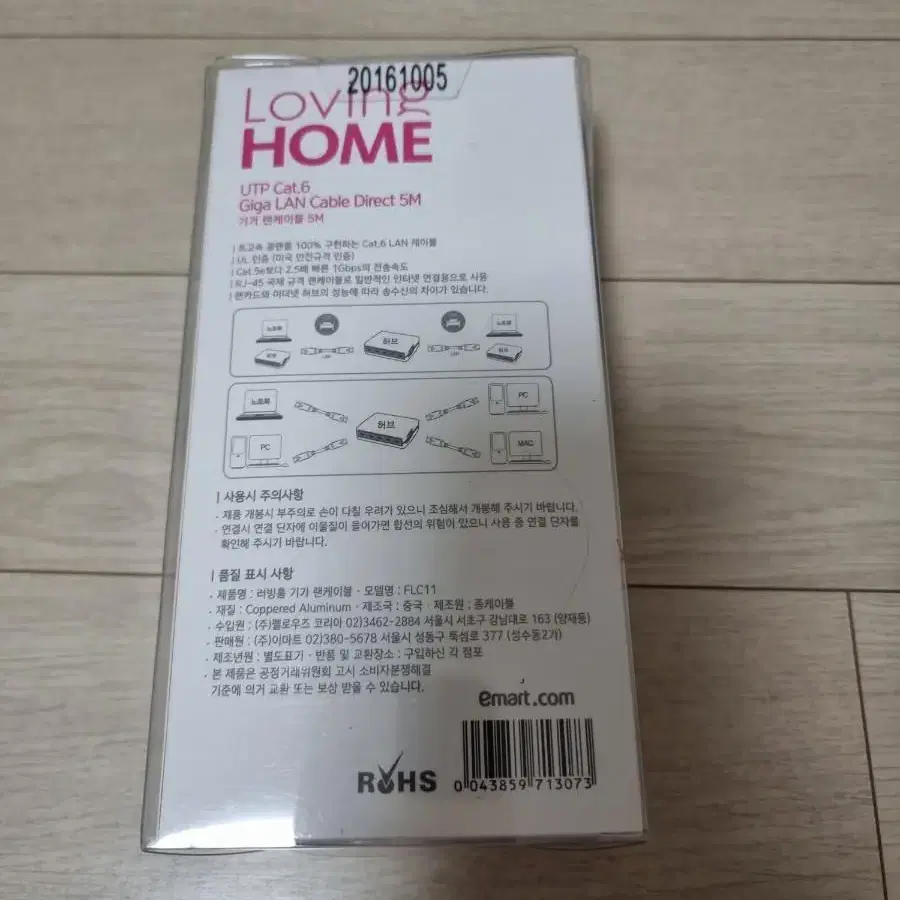 20161005
Loving
HOME
UTP Cat.6
Giga LAN Cable Direct 5M
기가 랜케이블 5M
| 초고속 광랜을 100% 구현하는 Cat.6 LAN 케이블
| UL 인증 (미국 안전규격 인증)
| Cat.5e보다 2.5배 빠른 1Gbps의 전송속도
| RJ-45 국제 규격 랜케이블로 일반적인 인터넷 연결용으로 사용
| 랜카드와 이더넷 허브의 성능에 따라 송수신의 차이가 있습니다.
노트북 허브 노트북
LAN LAN 허브
노트북 PC
허브
PC MAC
| 사용시 주의사항
· 제품 개봉시 부주의로 손이 다칠 우려가 있으니 조심해서 개봉해 주시기 바랍니다.
· 연결시 연결 단자에 이물질이 들어가면 합선의 위험이 있으니 사용 중 연결 단자를
확인해 주시기 바랍니다.
| 품질 표시 사항
· 제품명 : 러빙홈 기가 랜케이블 · 모델명 : FLC11
· 재질 : Coppered Aluminum · 제조국 : 중국 · 제조원 : 종케이블
· 수입원 : (주)펠로우즈 코리아 02)3462-2884 서울시 서초구 강남대로 163 (양재동)
· 판매원 : (주)이마트 02)380-5678 서울시 성동구 뚝섬로 377 (성수동2가)
· 제조년원 : 별도표기 · 반품 및 교환장소 : 구입하신 각 점포
· 본 제품은 공정거래위원회 고시 소비자분쟁해결
기준에 의거 교환 또는 보상 받을 수 있습니다.
emart.com
RoHS
0 043859 713073